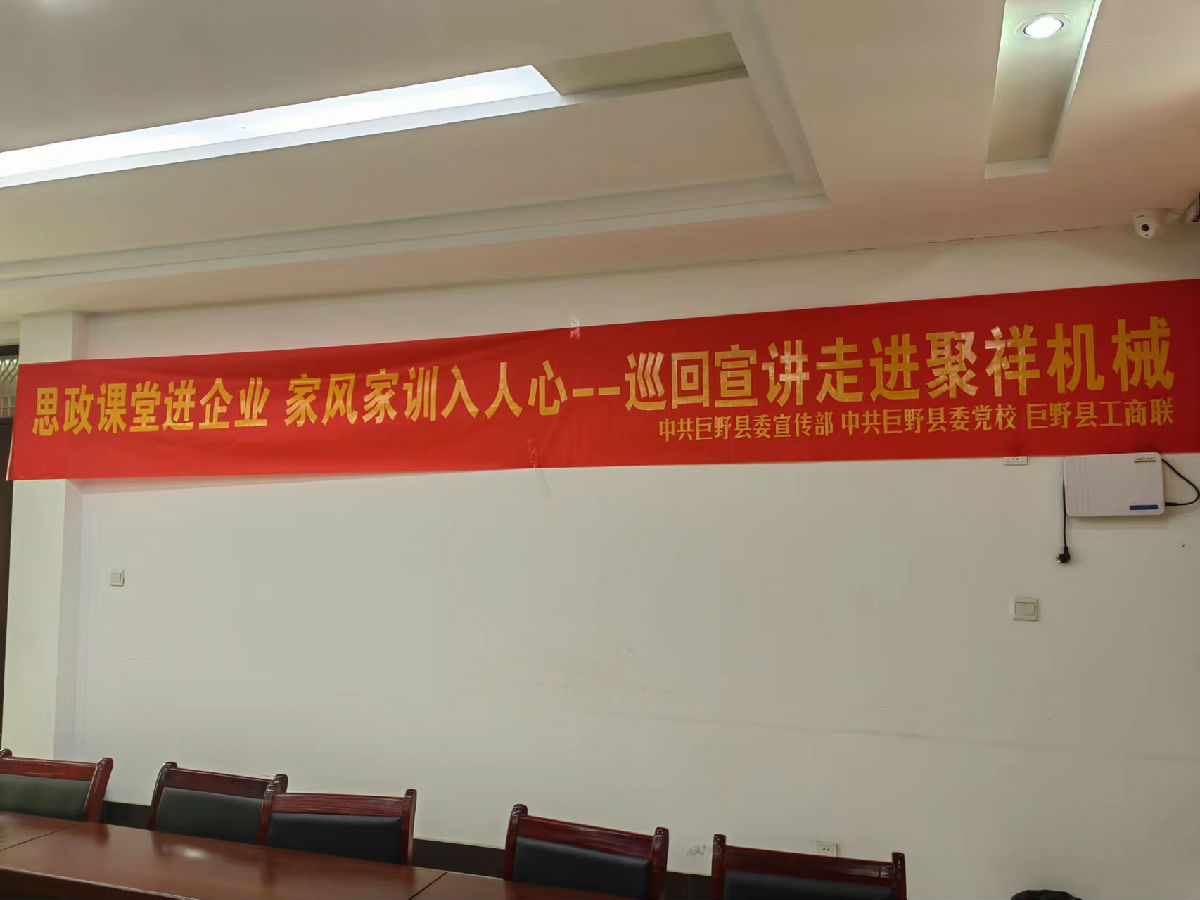 思政课堂进企业 家风家训入人心--巡回宣讲走进聚祥机械
中共巨野县委宣传部 中共巨野县委党校 巨野县工商联